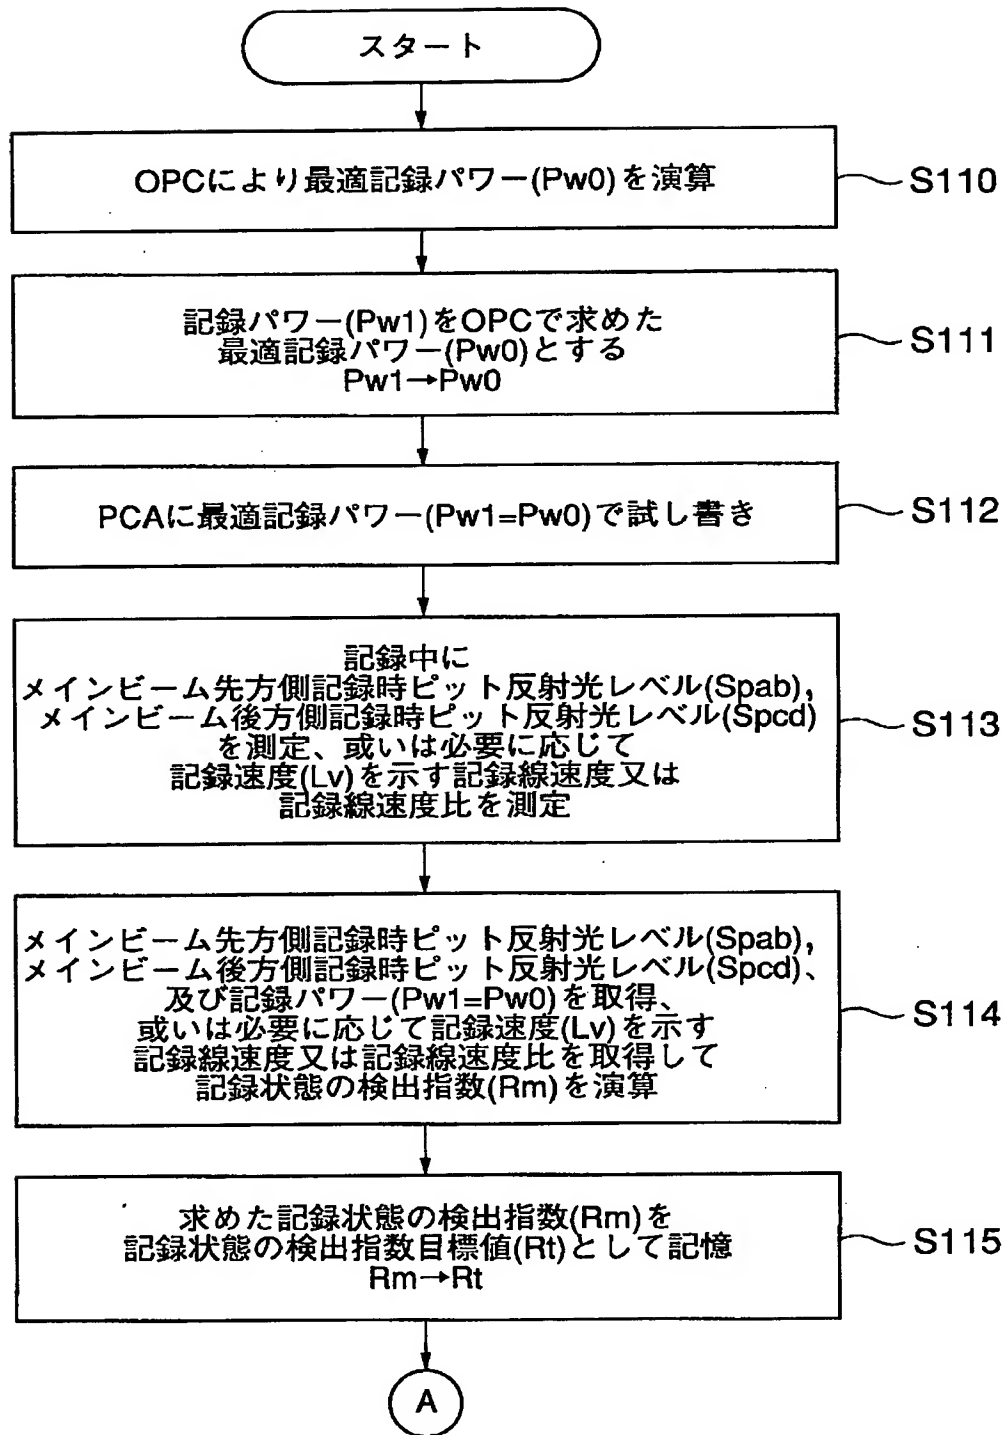 スタート
OPCにより最適記録パワー(Pw0)を演算
S110
記録パワー(Pw1)をOPCで求めた
最適記録パワー(Pw0)とする
Pw1→Pw0
S111
PCAに最適記録パワー(Pw1=Pw0)で試し書き
S112
記録中に
メインビーム先方側記録時ピット反射光レベル(Spab),
メインビーム後方側記録時ピット反射光レベル(Spcd)
を測定、或いは必要に応じて
記録速度(Lv)を示す記録線速度又は
記録線速度比を測定
S113
メインビーム先方側記録時ピット反射光レベル(Spab),
メインビーム後方側記録時ピット反射光レベル(Spcd)、
及び記録パワー(Pw1=Pw0)を取得、
或いは必要に応じて記録速度(Lv)を示す
記録線速度又は記録線速度比を取得して
記録状態の検出指数(Rm)を演算
S114
求めた記録状態の検出指数(Rm)を
記録状態の検出指数目標値(Rt)として記憶
Rm→Rt
S115
A